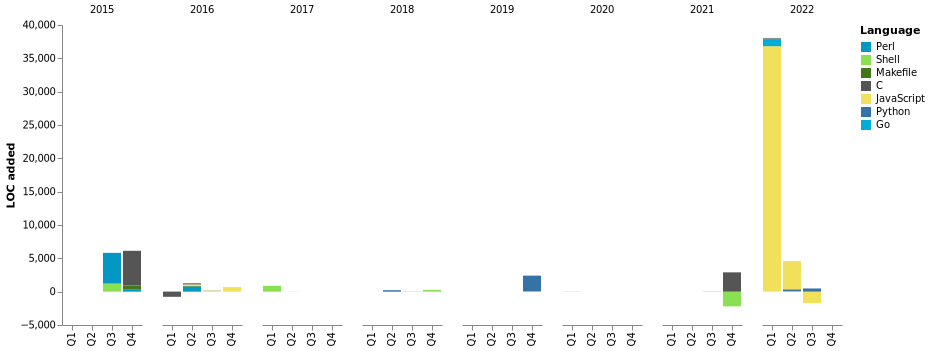 2015 2016 2017 2018 2019 2020 2021 2022
LOC added
40,000
35,000
30,000
25,000
20,000
15,000
10,000
5,000
0
−5,000
Q1 Q2 Q3 Q4 Q1 Q2 Q3 Q4 Q1 Q2 Q3 Q4 Q1 Q2 Q3 Q4 Q1 Q2 Q3 Q4 Q1 Q2 Q3 Q4 Q1 Q2 Q3 Q4 Q1 Q2 Q3 Q4
Language
Perl
Shell
Makefile
C
JavaScript
Python
Go